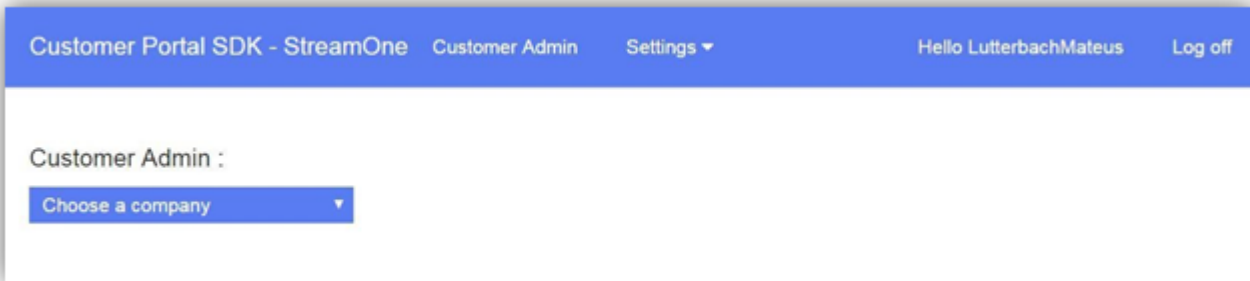 Customer Portal SDK - StreamOne Customer Admin Settings Hello LutterbachMateus Log off
Customer Admin :
Choose a company